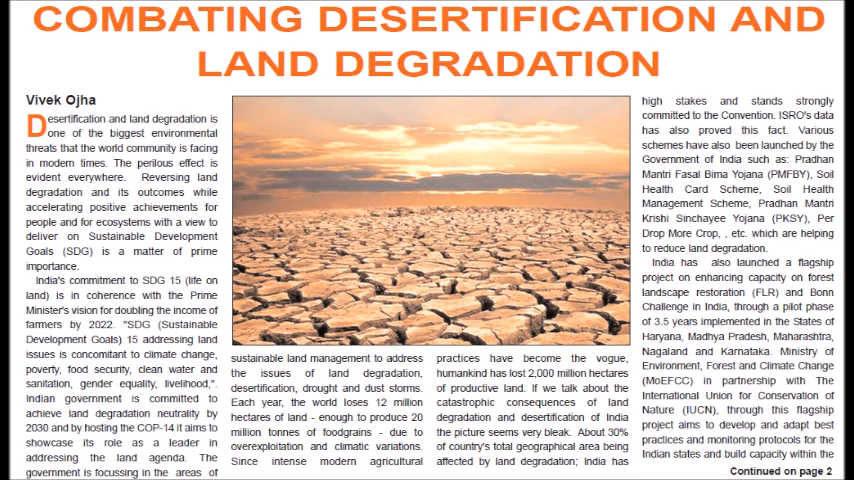 COMBATING DESERTIFICATION AND
LAND DEGRADATION
Vivek Ojha
Desertification and land degradation is
one of the biggest environmental
threats that the world community is facing
in modern times. The perilous effect is
evident everywhere. Reversing land
degradation and its outcomes while
accelerating positive achievements for
people and for ecosystems with a view to
deliver on Sustainable Development
Goals (SDG) is a matter of prime
importance.
India's commitment to SDG 15 (life on
land) is in coherence with the Prime
Minister's vision for doubling the income of
farmers by 2022. "SDG (Sustainable
Development Goals) 15 addressing land
issues is concomitant to climate change,
poverty, food security, clean water and
sanitation, gender equality, livelihood,".
Indian government is committed to
achieve land degradation neutrality by
2030 and by hosting the COP-14 it aims to
showcase its role as a leader in
addressing the land agenda. The
government is focussing in the areas of
sustainable land management to address
the issues of land degradation,
desertification, drought and dust storms.
Each year, the world loses 12 million
hectares of land - enough to produce 20
million tonnes of foodgrains - due to
overexploitation and climatic variations.
Since intense modern agricultural
practices have become the vogue,
humankind has lost 2,000 million hectares
of productive land. If we talk about the
catastrophic consequences of land
degradation and desertification of India
the picture seems very bleak. About 30%
of country's total geographical area being
affected by land degradation; India has
high stakes and stands strongly
committed to the Convention. ISRO's data
has also proved this fact. Various
schemes have also been launched by the
Government of India such as: Pradhan
Mantri Fasal Bima Yojana (PMFBY), Soil
Health Card Scheme, Soil Health
Management Scheme, Pradhan Mantri
Krishi Sinchayee Yojana (PKSY), Per
Drop More Crop, , etc. which are helping
to reduce land degradation.
India has also launched a flagship
project on enhancing capacity on forest
landscape restoration (FLR) and Bonn
Challenge in India, through a pilot phase
of 3.5 years implemented in the States of
Haryana, Madhya Pradesh, Maharashtra,
Nagaland and Karnataka. Ministry of
Environment, Forest and Climate Change
(MoEFCC) in partnership with The
International Union for Conservation of
Nature (IUCN), through this flagship
project aims to develop and adapt best
practices and monitoring protocols for the
Indian states and build capacity within the
Continued on page 2